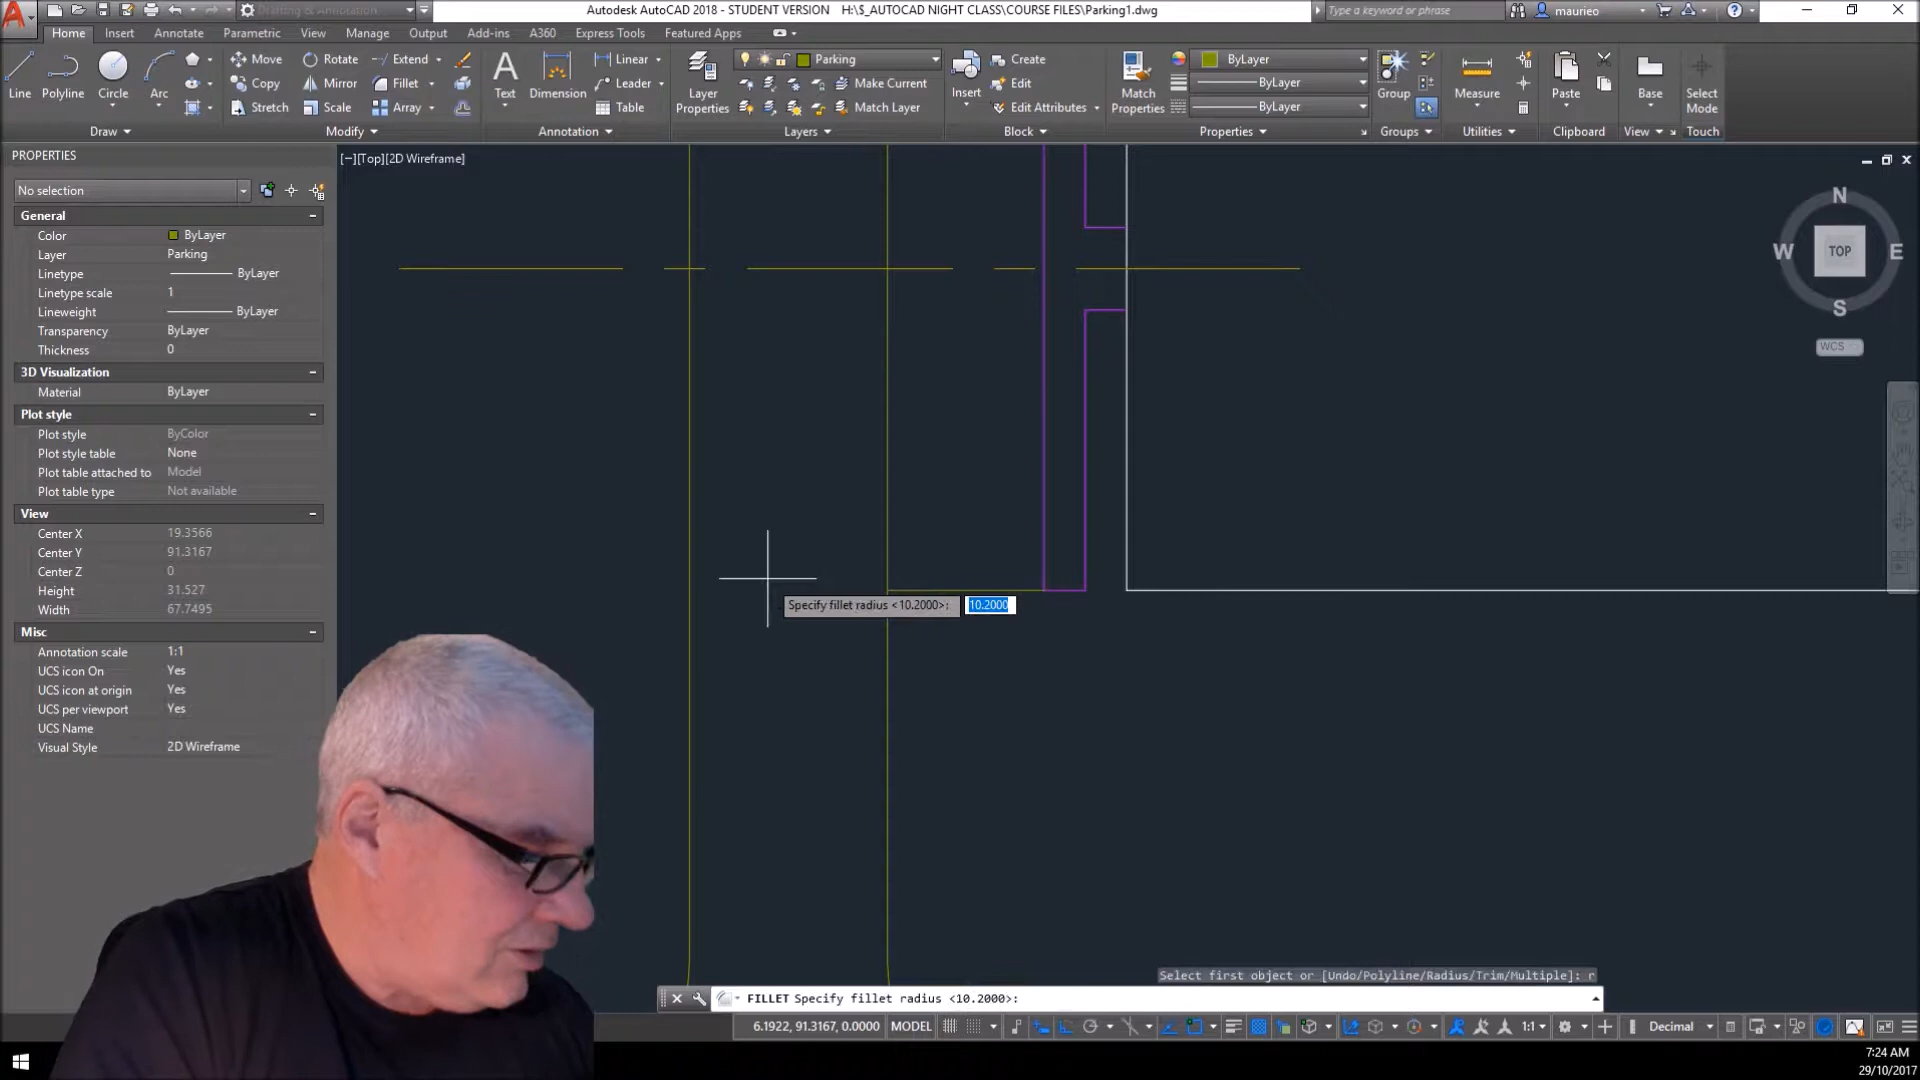 Drafting & Annotation
Autodesk AutoCAD 2018 - STUDENT VERSION H:\$_AUTOCAD NIGHT CLASS\COURSE FILES\Parking1.dwg
Type a keyword or phrase
maurieo
Home Insert Annotate Parametric View Manage Output Add-ins A360 Express Tools Featured Apps
Line
Polyline
Circle
Arc
Move
Rotate
Extend
Copy
Mirror
Fillet
Stretch
Scale
Array
Text
Dimension
Linear
Leader
Table
Layer
Properties
Parking
Make Current
Match Layer
Insert
Create
Edit
Edit Attributes
Match
Properties
ByLayer
ByLayer
ByLayer
Group
Measure
Paste
Base
Select
Mode
Draw
Modify
Annotation
Layers
Block
Properties
Groups
Utilities
Clipboard
View
Touch
PROPERTIES
No selection
General
Color ByLayer
Layer Parking
Linetype ByLayer
Linetype scale 1
Lineweight ByLayer
Transparency ByLayer
Thickness 0
3D Visualization
Material ByLayer
Plot style
Plot style ByColor
Plot style table None
Plot table attached to Model
Plot table type Not available
View
Center X 19.3566
Center Y 91.3167
Center Z 0
Height 31.527
Width 67.7495
Misc
Annotation scale 1:1
UCS icon On Yes
UCS icon at origin Yes
UCS per viewport Yes
UCS Name
Visual Style 2D Wireframe
[−][Top][2D Wireframe]
N
W TOP E
S
WCS
Specify fillet radius <10.2000>: 10.2000
Select first object or [Undo/Polyline/Radius/Trim/Multiple]: r
FILLET Specify fillet radius <10.2000>:
6.1922, 91.3167, 0.0000 MODEL 1:1 Decimal
7:24 AM
29/10/2017